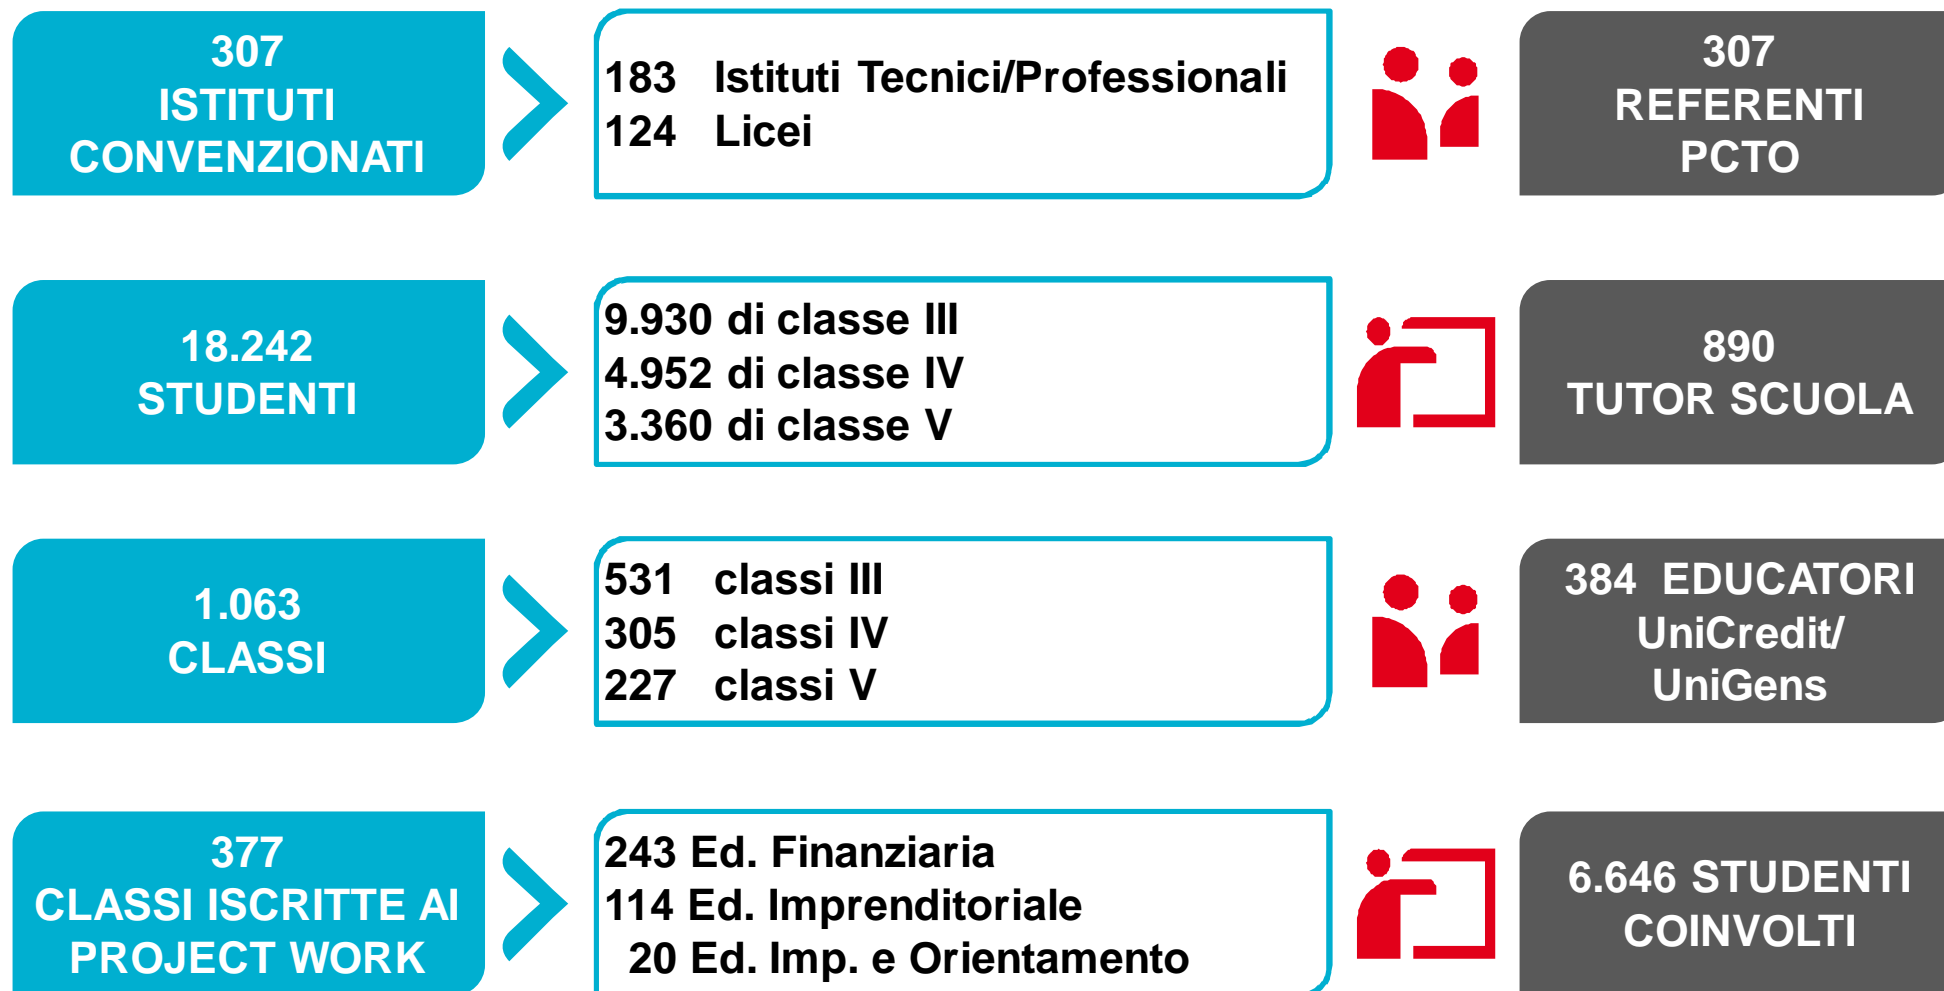 307
ISTITUTI
CONVENZIONATI
183 Istituti Tecnici/Professionali
124 Licei
307
REFERENTI
PCTO
18.242
STUDENTI
9.930 di classe III
4.952 di classe IV
3.360 di classe V
890
TUTOR SCUOLA
1.063
CLASSI
531 classi III
305 classi IV
227 classi V
384 EDUCATORI
UniCredit/
UniGens
377
CLASSI ISCRITTE AI
PROJECT WORK
243 Ed. Finanziaria
114 Ed. Imprenditoriale
20 Ed. Imp. e Orientamento
6.646 STUDENTI
COINVOLTI